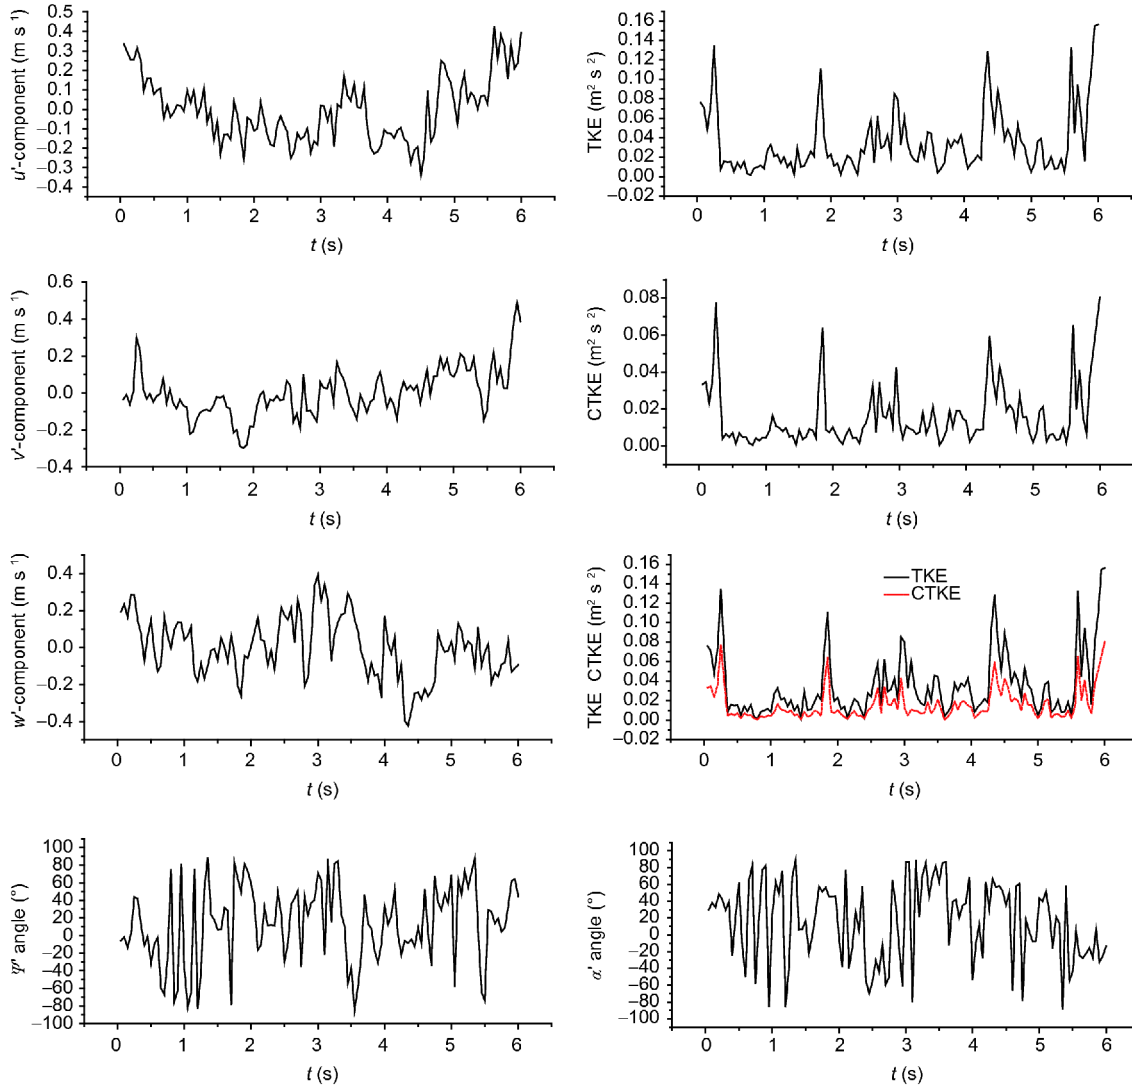 u'-component (m s⁻¹)
0.5
0.4
0.3
0.2
0.1
0.0
–0.1
–0.2
–0.3
–0.4
0 1 2 3 4 5 6
t (s)
TKE (m² s⁻²)
0.16
0.14
0.12
0.10
0.08
0.06
0.04
0.02
0.00
–0.02
0 1 2 3 4 5 6
t (s)
v'-component (m s⁻¹)
0.6
0.4
0.2
0.0
–0.2
–0.4
0 1 2 3 4 5 6
t (s)
CTKE (m² s⁻²)
0.08
0.06
0.04
0.02
0.00
0 1 2 3 4 5 6
t (s)
w'-component (m s⁻¹)
0.4
0.2
0.0
–0.2
–0.4
0 1 2 3 4 5 6
t (s)
TKE CTKE (m² s⁻²)
0.16
0.14
0.12
0.10
0.08
0.06
0.04
0.02
0.00
–0.02
TKE
CTKE
0 1 2 3 4 5 6
t (s)
Ψ' angle (°)
100
80
60
40
20
0
–20
–40
–60
–80
–100
0 1 2 3 4 5 6
t (s)
α' angle (°)
100
80
60
40
20
0
–20
–40
–60
–80
–100
0 1 2 3 4 5 6
t (s)